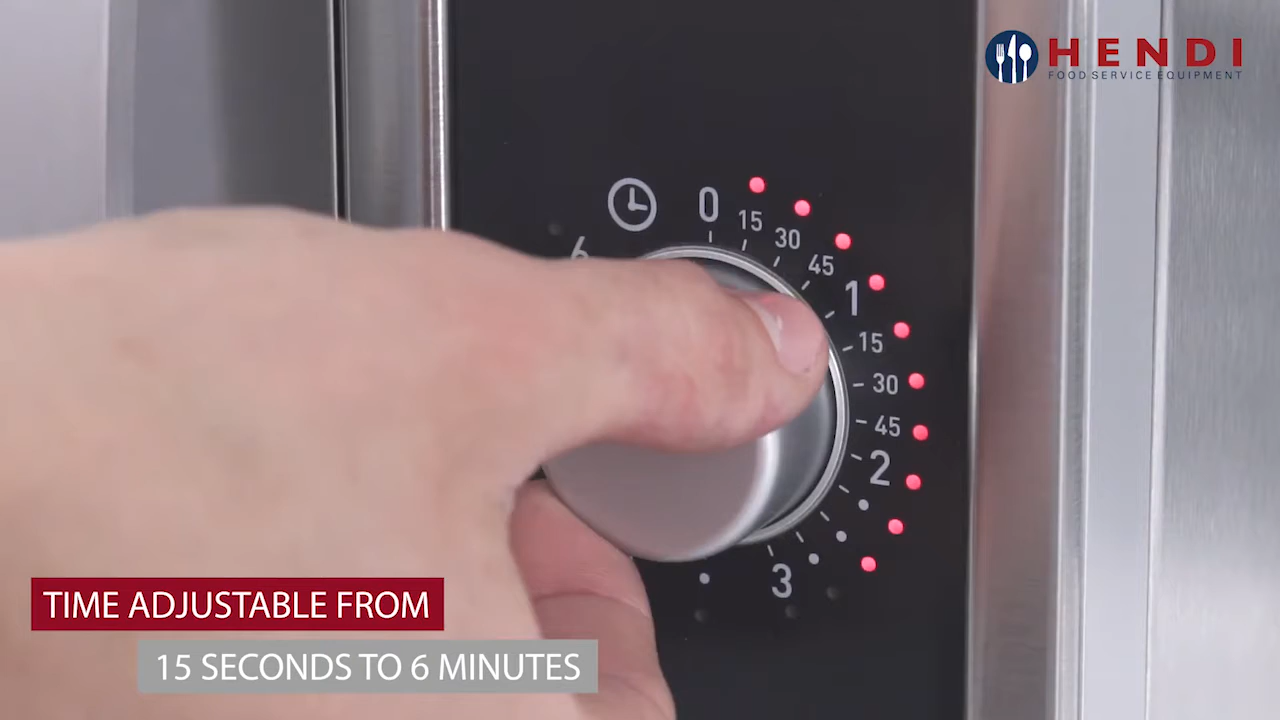 HENDI
FOOD SERVICE EQUIPMENT
0
15
30
45
1
15
30
45
2
3
6
TIME ADJUSTABLE FROM
15 SECONDS TO 6 MINUTES